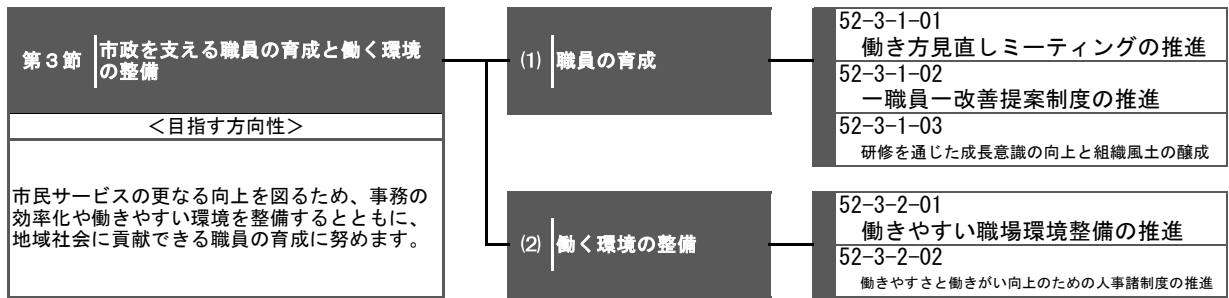 第３節 市政を支える職員の育成と働く環境
の整備
＜目指す方向性＞
市民サービスの更なる向上を図るため、事務の
効率化や働きやすい環境を整備するとともに、
地域社会に貢献できる職員の育成に努めます。
⑴ 職員の育成
52-3-1-01
働き方見直しミーティングの推進
52-3-1-02
一職員一改善提案制度の推進
52-3-1-03
研修を通じた成長意識の向上と組織風土の醸成
⑵ 働く環境の整備
52-3-2-01
働きやすい職場環境整備の推進
52-3-2-02
働きやすさと働きがい向上のための人事諸制度の推進